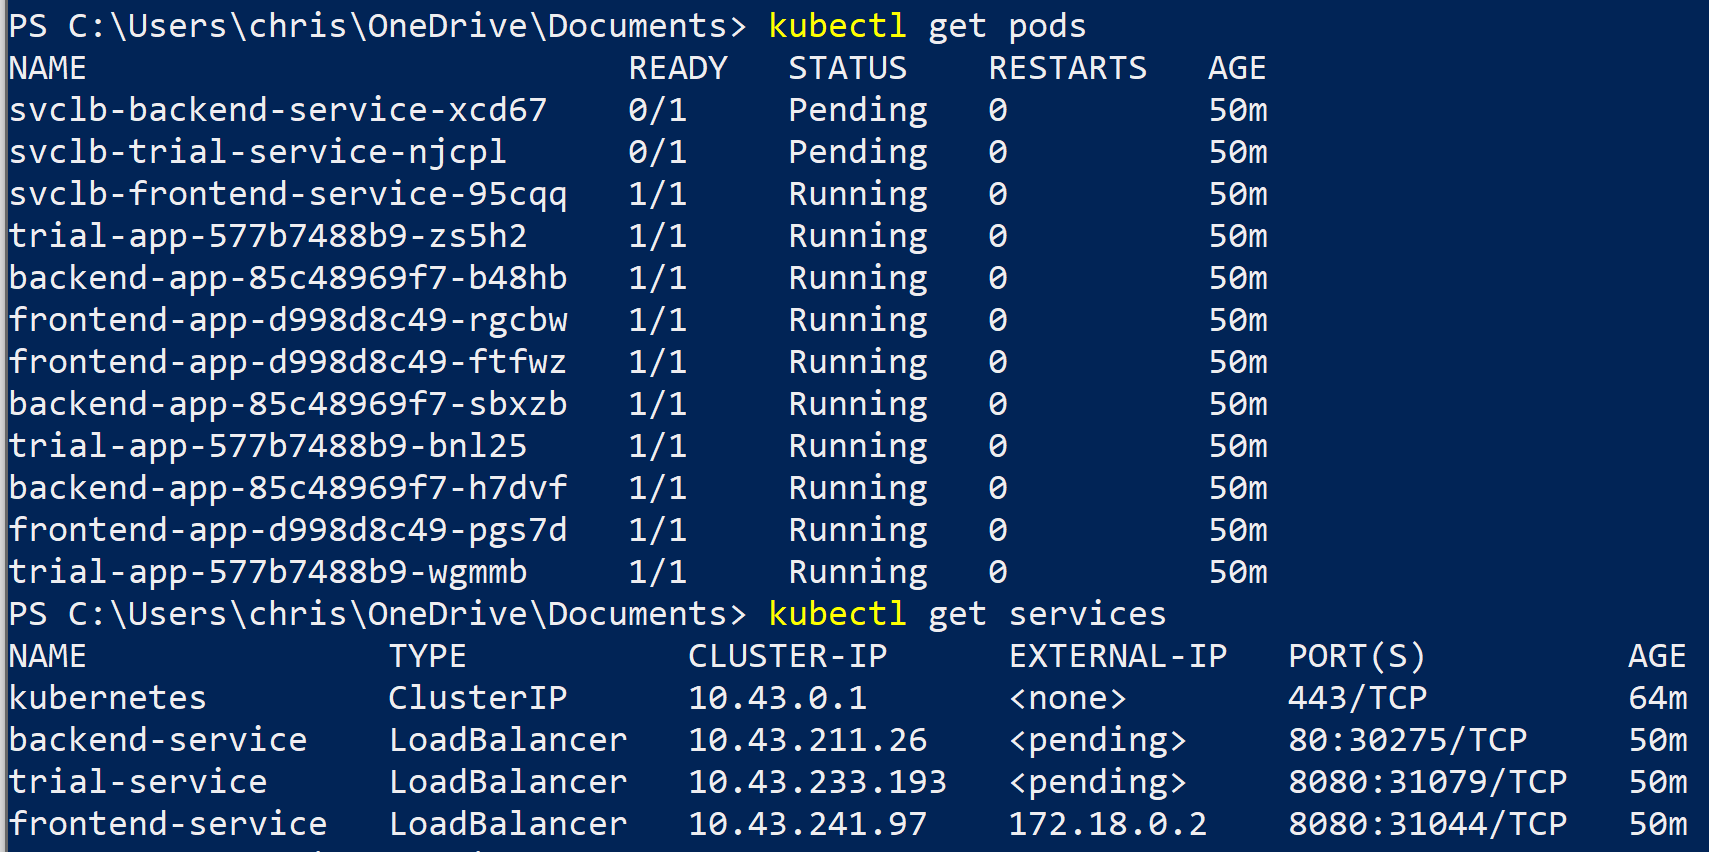 PS C:\Users\chris\OneDrive\Documents> kubectl get pods
NAME                           READY   STATUS    RESTARTS   AGE
svclb-backend-service-xcd67    0/1     Pending   0          50m
svclb-trial-service-njcpl      0/1     Pending   0          50m
svclb-frontend-service-95cqq   1/1     Running   0          50m
trial-app-577b7488b9-zs5h2     1/1     Running   0          50m
backend-app-85c48969f7-b48hb   1/1     Running   0          50m
frontend-app-d998d8c49-rgcbw   1/1     Running   0          50m
frontend-app-d998d8c49-ftfwz   1/1     Running   0          50m
backend-app-85c48969f7-sbxzb   1/1     Running   0          50m
trial-app-577b7488b9-bnl25     1/1     Running   0          50m
backend-app-85c48969f7-h7dvf   1/1     Running   0          50m
frontend-app-d998d8c49-pgs7d   1/1     Running   0          50m
trial-app-577b7488b9-wgmmb     1/1     Running   0          50m
PS C:\Users\chris\OneDrive\Documents> kubectl get services
NAME               TYPE           CLUSTER-IP      EXTERNAL-IP   PORT(S)          AGE
kubernetes         ClusterIP      10.43.0.1       <none>        443/TCP          64m
backend-service    LoadBalancer   10.43.211.26    <pending>     80:30275/TCP     50m
trial-service      LoadBalancer   10.43.233.193   <pending>     8080:31079/TCP   50m
frontend-service   LoadBalancer   10.43.241.97    172.18.0.2    8080:31044/TCP   50m